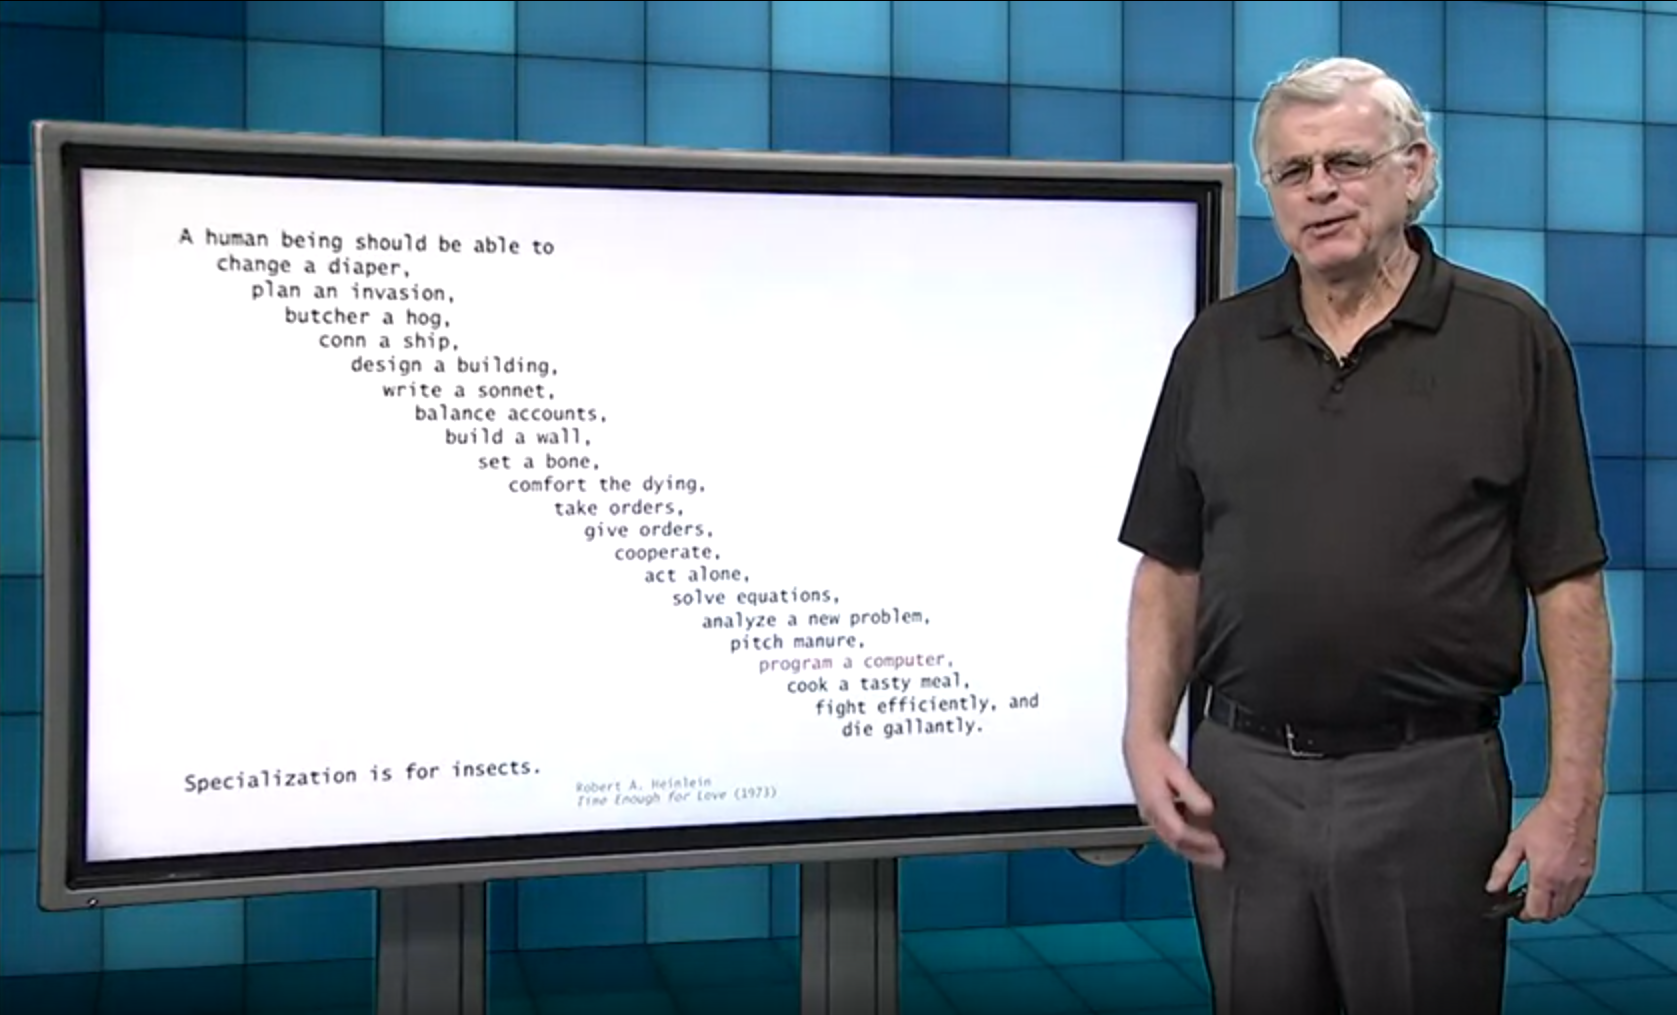 A human being should be able to
change a diaper,
plan an invasion,
butcher a hog,
conn a ship,
design a building,
write a sonnet,
balance accounts,
build a wall,
set a bone,
comfort the dying,
take orders,
give orders,
cooperate,
act alone,
solve equations,
analyze a new problem,
pitch manure,
program a computer,
cook a tasty meal,
fight efficiently, and
die gallantly.
Specialization is for insects.
Robert A. Heinlein
Time Enough for Love (1973)